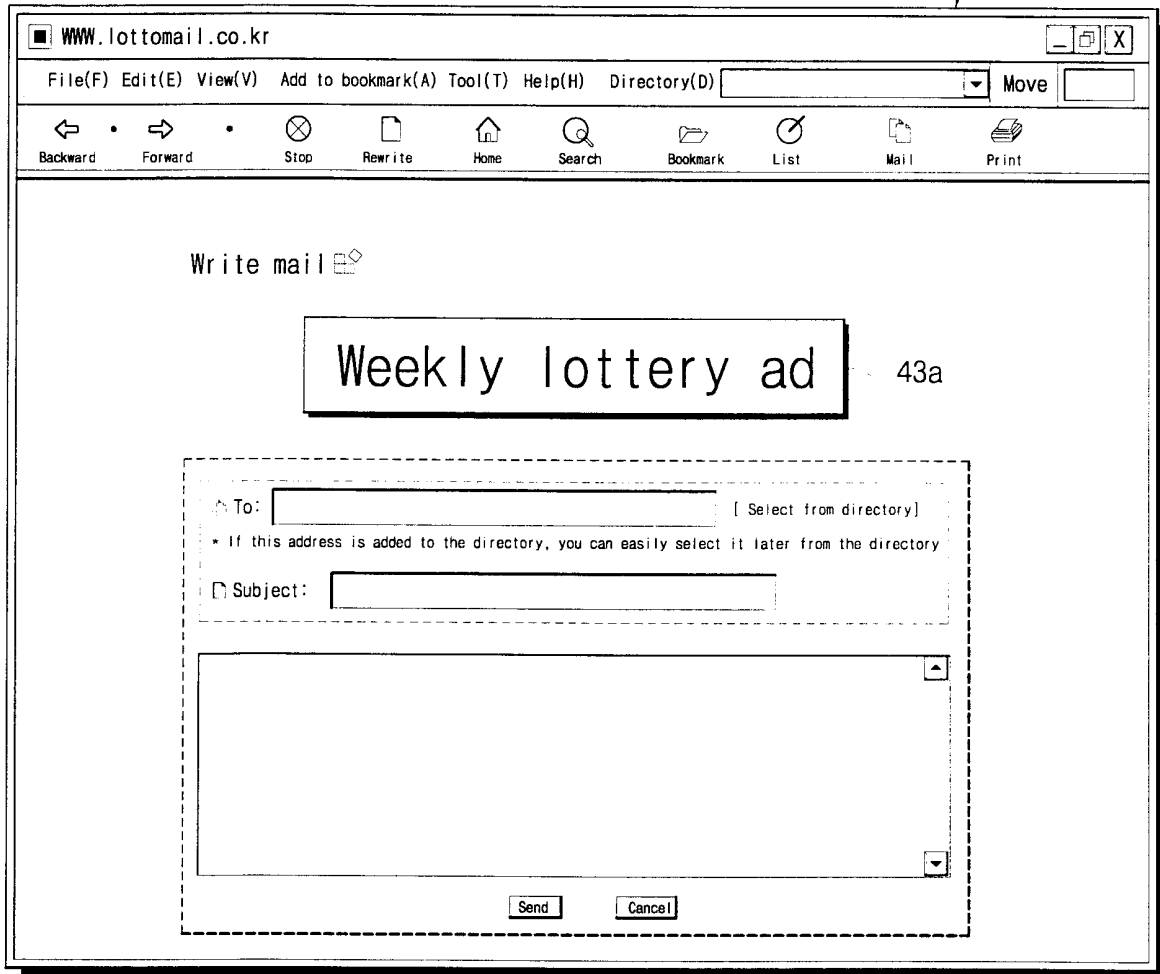 WWW.lottomail.co.kr
File(F) Edit(E) View(V) Add to bookmark(A) Tool(T) Help(H) Directory(D) Move
Backward Forward Stop Rewrite Home Search Bookmark List Mail Print
Write mail
Weekly lottery ad 43a
To: [ Select from directory]
* If this address is added to the directory, you can easily select it later from the directory
Subject:
Send Cancel